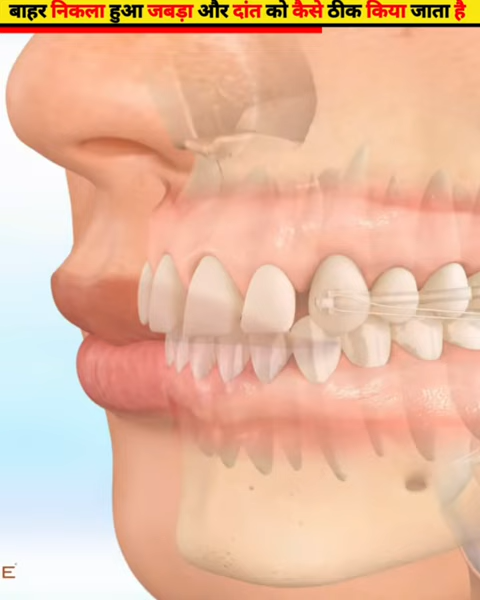 बाहर निकला हुआ जबड़ा और दांत को कैसे ठीक किया जाता है
E